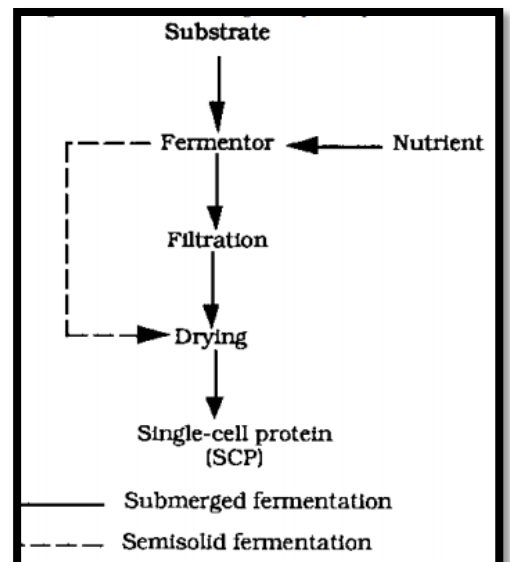 Substrate
Fermentor
Nutrient
Filtration
Drying
Single-cell protein
(SCP)
Submerged fermentation
Semisolid fermentation